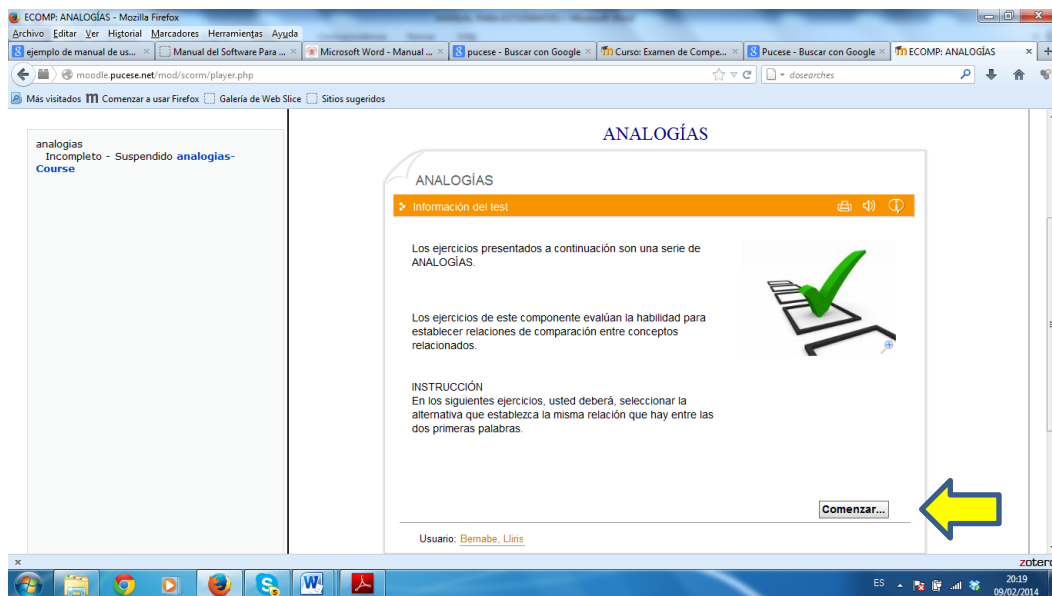 ECOMP: ANALOGÍAS - Mozilla Firefox
Archivo Editar Ver Historial Marcadores Herramientas Ayuda
ejemplo de manual de us... Manual del Software Para ... Microsoft Word - Manual ... pucese - Buscar con Google Curso: Examen de Compe... Pucese - Buscar con Google ECOMP: ANALOGÍAS
moodle.pucese.net/mod/scorm/player.php dosearches
Más visitados Comenzar a usar Firefox Galería de Web Slice Sitios sugeridos
ANALOGÍAS
analogias
Incompleto - Suspendido analogias-
Course
ANALOGÍAS
Información del test
Los ejercicios presentados a continuación son una serie de
ANALOGÍAS.
Los ejercicios de este componente evalúan la habilidad para
establecer relaciones de comparación entre conceptos
relacionados.
INSTRUCCIÓN
En los siguientes ejercicios, usted deberá, seleccionar la
alternativa que establezca la misma relación que hay entre las
dos primeras palabras.
Comenzar...
Usuario: Bernabe, Lliris
zotero
ES 20:19
09/02/2014